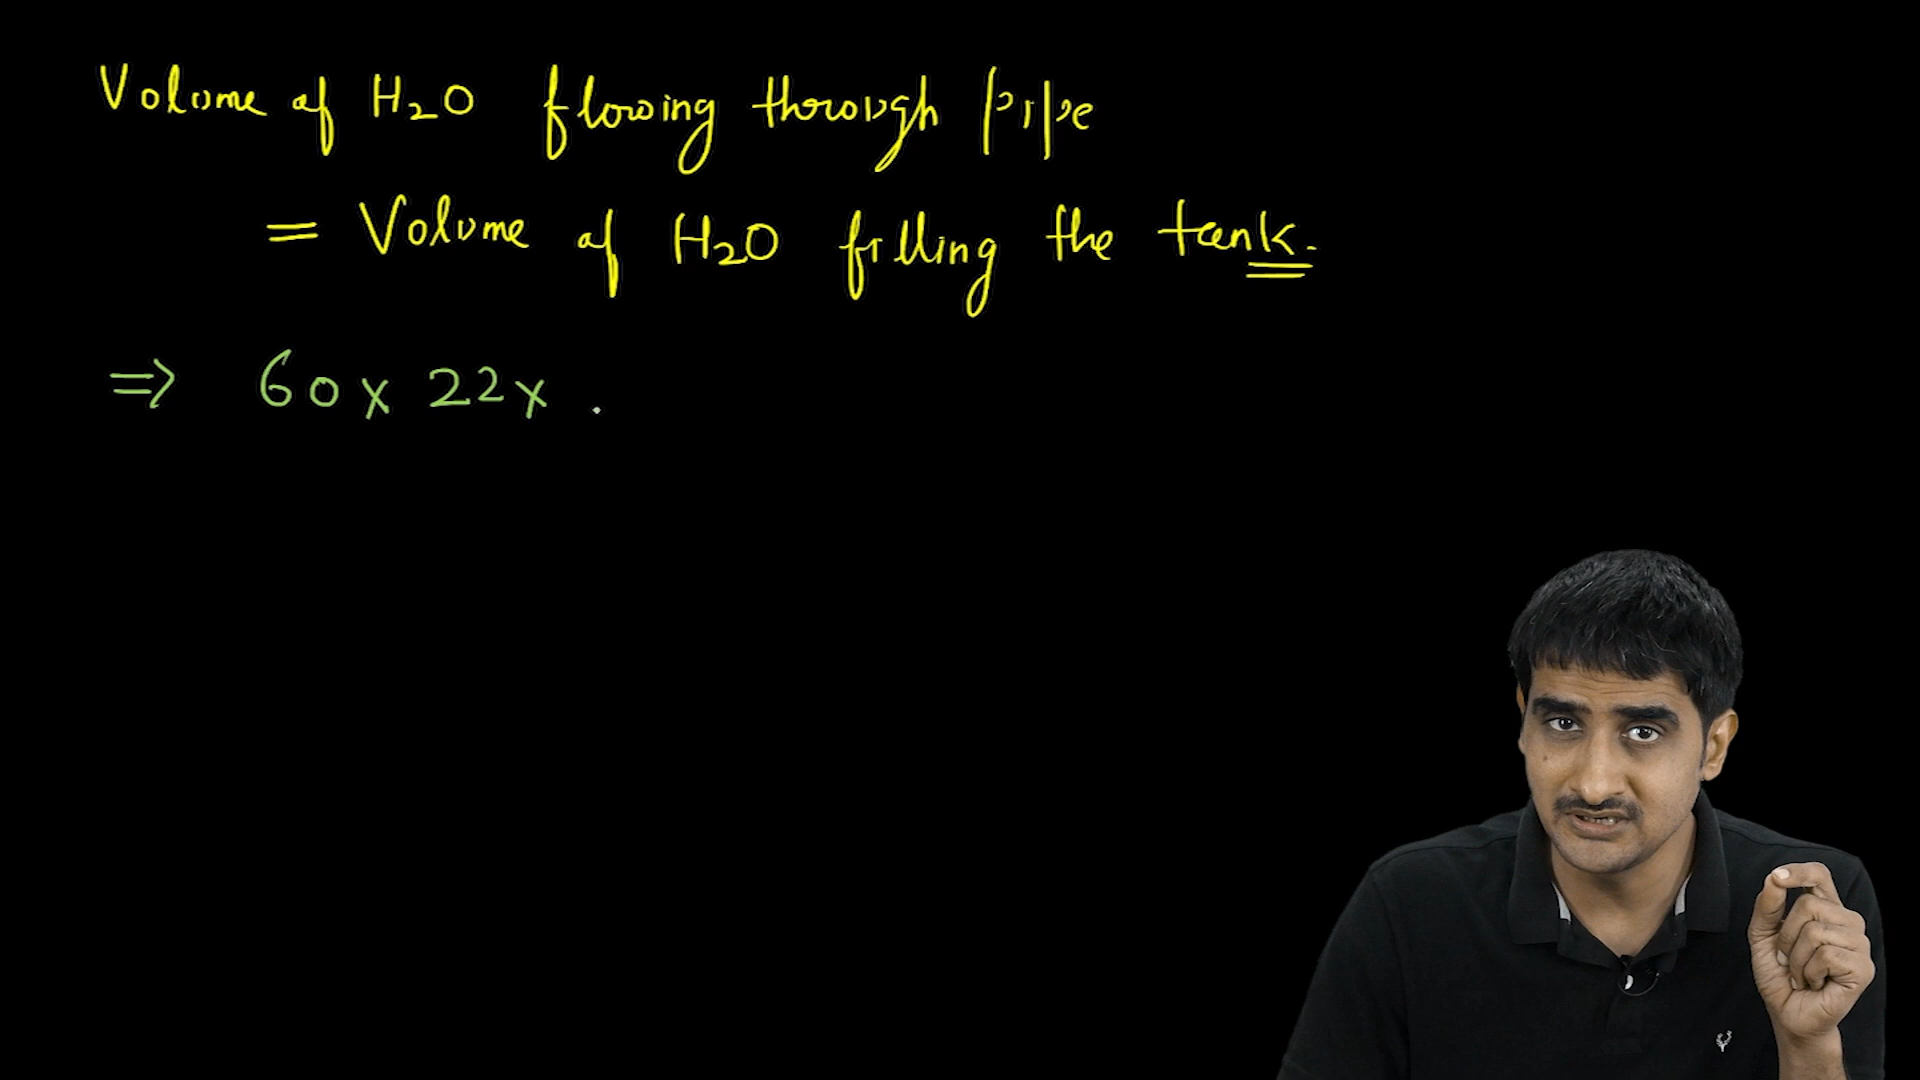 Volume of H2O flowing through pipe
= Volume of H2O filling the tank.
⇒ 60 x 22 x .